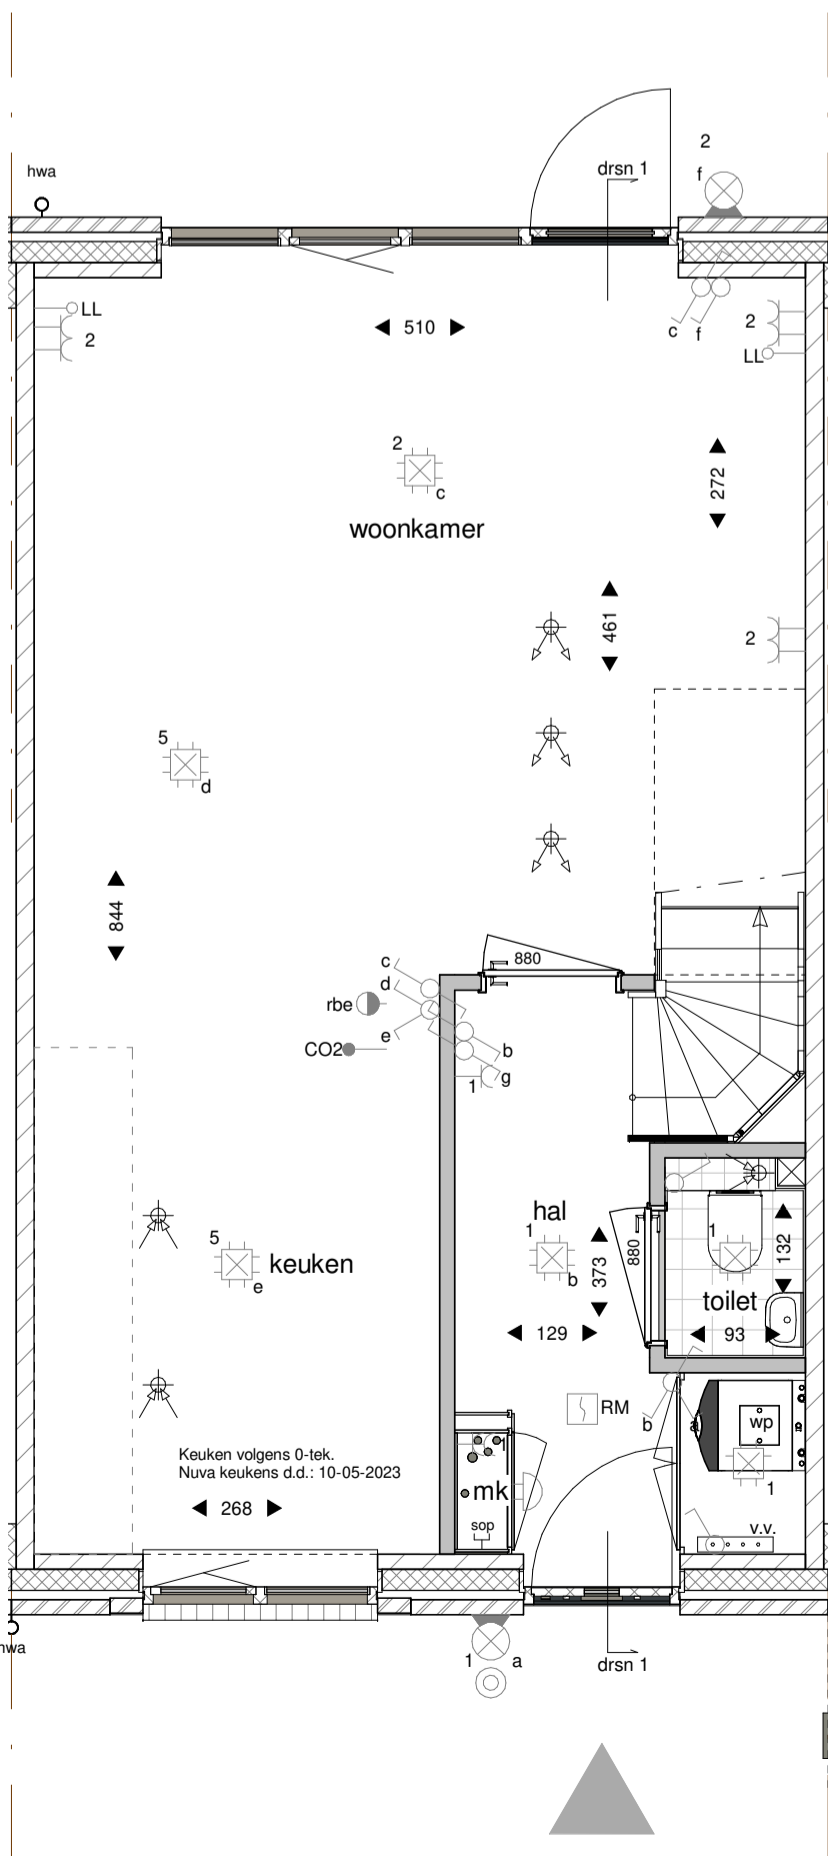 hwa
drsn 1
2
f
LL
2
510
c
f
2
LL
2
c
woonkamer
272
461
2
5
d
844
880
c
d
rbe
e
CO2
b
1
g
hal
1
b
373
880
1
132
toilet
93
129
5
keuken
e
RM
b
wp
1
Keuken volgens 0-tek.
Nuva keukens d.d.: 10-05-2023
268
mk
sop
v.v.
hwa
1
a
drsn 1